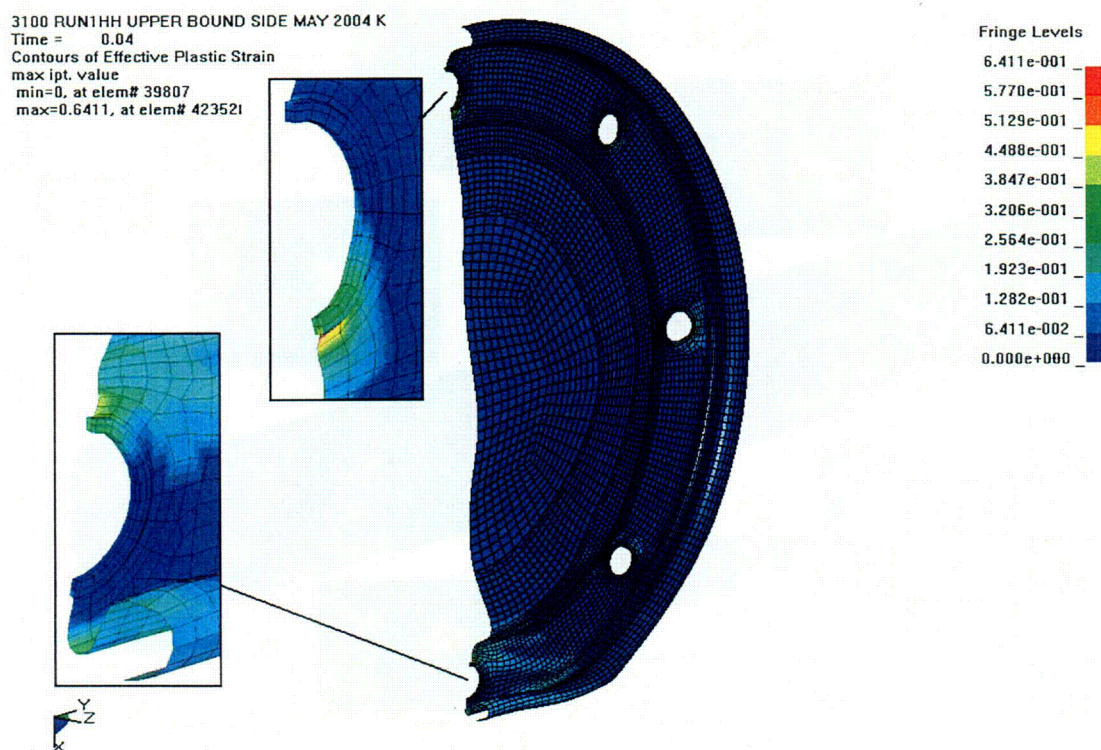 3100 RUN1HH UPPER BOUND SIDE MAY 2004 K
Time = 0.04
Contours of Effective Plastic Strain
max ipt. value
min=0, at elem# 39807
max=0.6411, at elem# 42352I
Fringe Levels
6.411e-001
5.770e-001
5.129e-001
4.488e-001
3.847e-001
3.206e-001
2.564e-001
1.923e-001
1.282e-001
6.411e-002
0.000e+000
Y
Z
X